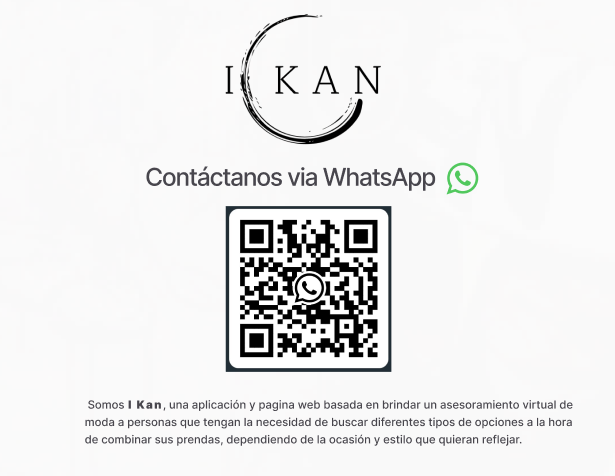 I KAN
Contáctanos via WhatsApp
Somos I Kan, una aplicación y pagina web basada en brindar un asesoramiento virtual de
moda a personas que tengan la necesidad de buscar diferentes tipos de opciones a la hora
de combinar sus prendas, dependiendo de la ocasión y estilo que quieran reflejar.